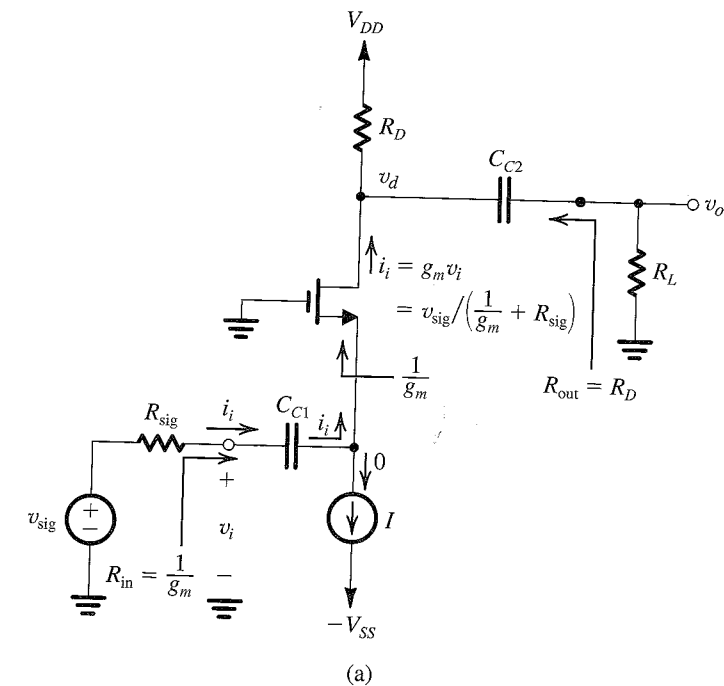 V_DD
R_D
C_C2
v_d
v_o
i_i = g_m v_i
= v_sig/(1/g_m + R_sig)
R_L
1/g_m
R_out = R_D
R_sig
i_i
C_C1
i_i
0
+
v_sig
+
−
v_i
I
R_in = 1/g_m
−
−V_SS
(a)